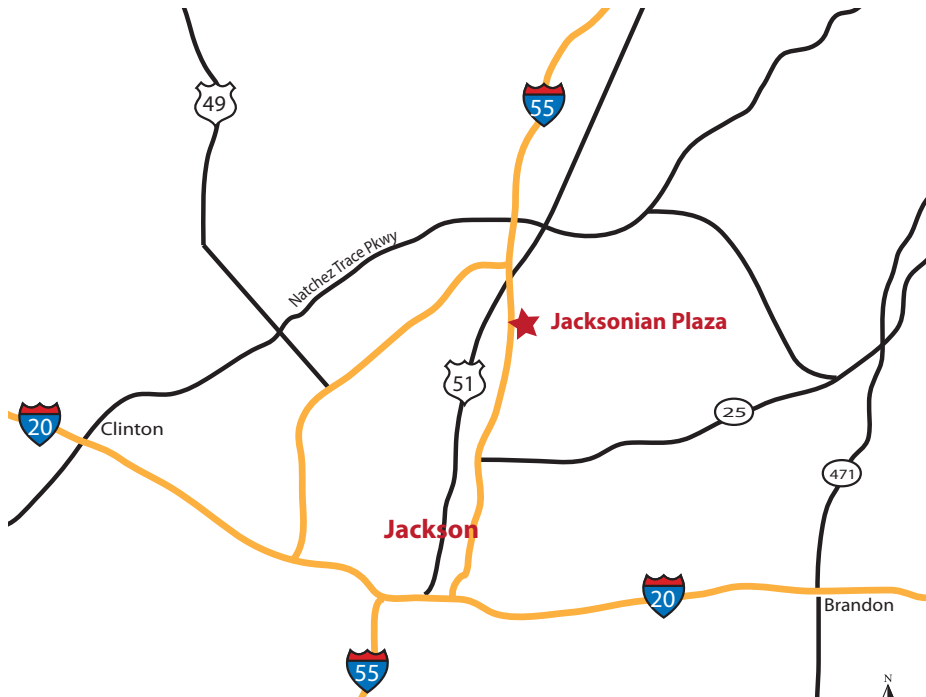 55
49
Natchez Trace Pkwy
Jacksonian Plaza
51
25
20
Clinton
471
Jackson
20
Brandon
55
N